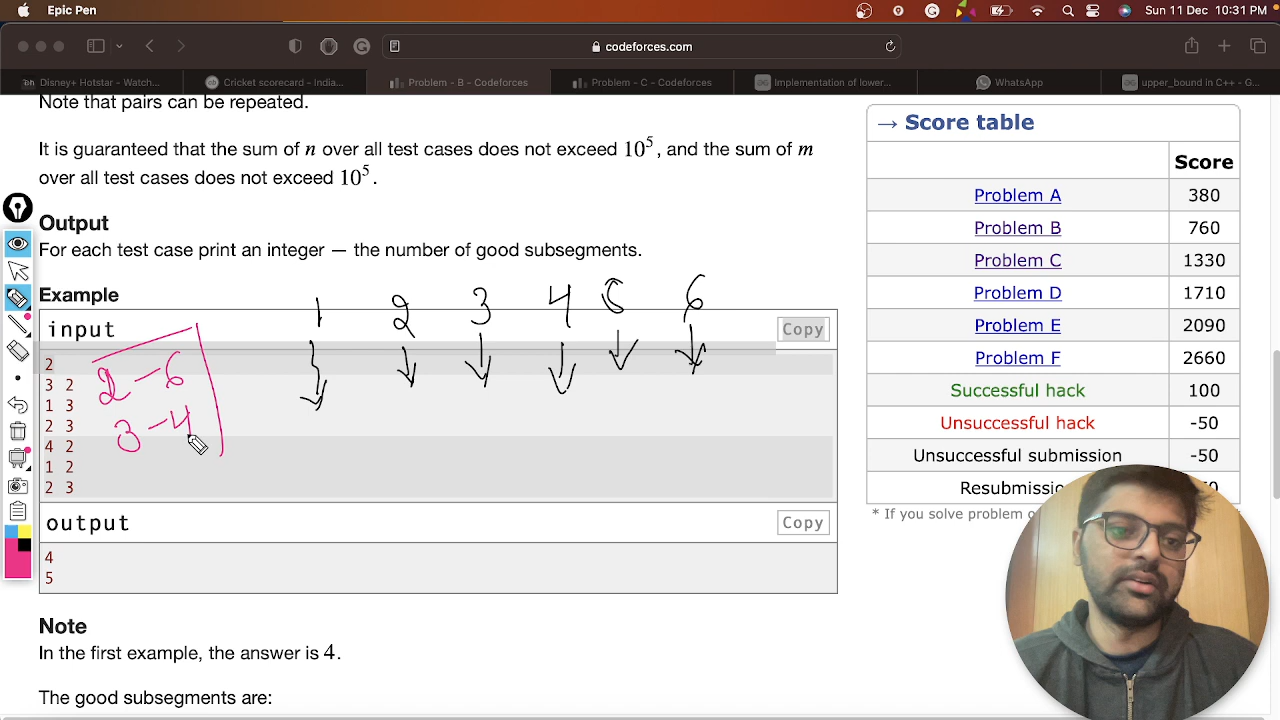 Epic Pen
Sun 11 Dec 10:31 PM
codeforces.com
Disney+ Hotstar - Watch...
Cricket scorecard - India...
Problem - B - Codeforces
Problem - C - Codeforces
Implementation of lower...
WhatsApp
upper_bound in C++ - G...
Note that pairs can be repeated.
It is guaranteed that the sum of n over all test cases does not exceed 10⁵, and the sum of m
over all test cases does not exceed 10⁵.
Output
For each test case print an integer — the number of good subsegments.
Example
1 2 3 4 5 6
input
Copy
2
3 2
1 3
2 3
4 2
1 2
2 3
2 - 6
3 - 4
output
Copy
4
5
Note
In the first example, the answer is 4.
The good subsegments are:
→ Score table
Score
Problem A 380
Problem B 760
Problem C 1330
Problem D 1710
Problem E 2090
Problem F 2660
Successful hack 100
Unsuccessful hack -50
Unsuccessful submission -50
* If you solve problem